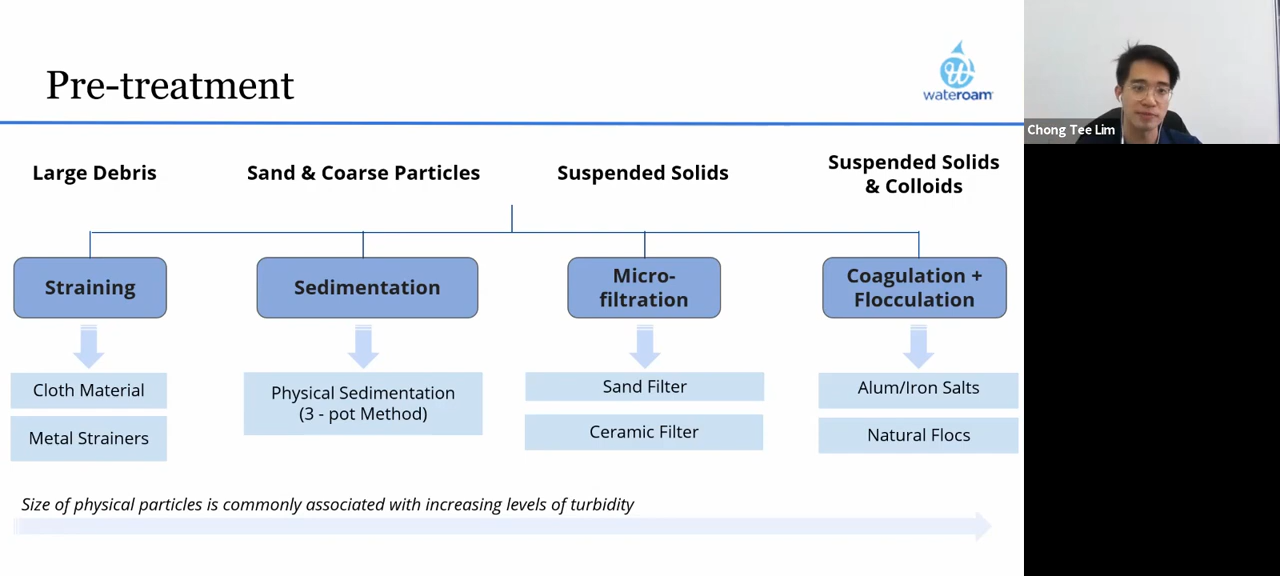 Pre-treatment
wateroam
Chong Tee Lim
Large Debris
Sand & Coarse Particles
Suspended Solids
Suspended Solids
& Colloids
Straining
Sedimentation
Micro-
filtration
Coagulation +
Flocculation
Cloth Material
Metal Strainers
Physical Sedimentation
(3 - pot Method)
Sand Filter
Ceramic Filter
Alum/Iron Salts
Natural Flocs
Size of physical particles is commonly associated with increasing levels of turbidity